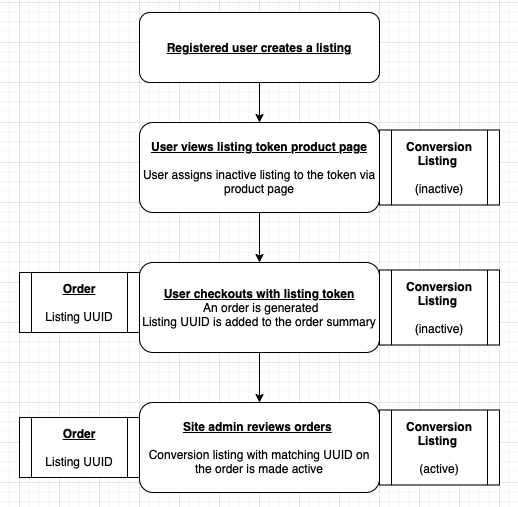 Registered user creates a listing
User views listing token product page
User assigns inactive listing to the token via
product page
Conversion
Listing
(inactive)
Order
Listing UUID
User checkouts with listing token
An order is generated
Listing UUID is added to the order summary
Conversion
Listing
(inactive)
Order
Listing UUID
Site admin reviews orders
Conversion listing with matching UUID on
the order is made active
Conversion
Listing
(active)